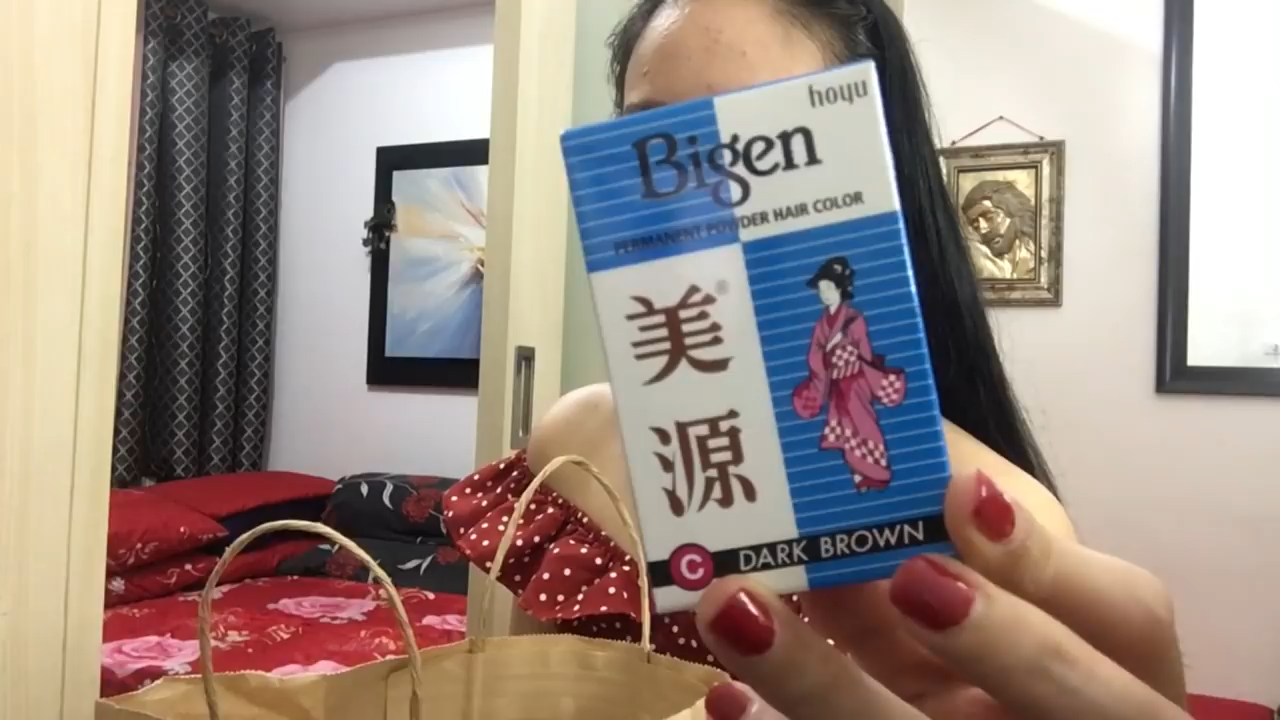 hoyu
Bigen
PERMANENT POWDER HAIR COLOR
美®
源
C DARK BROWN